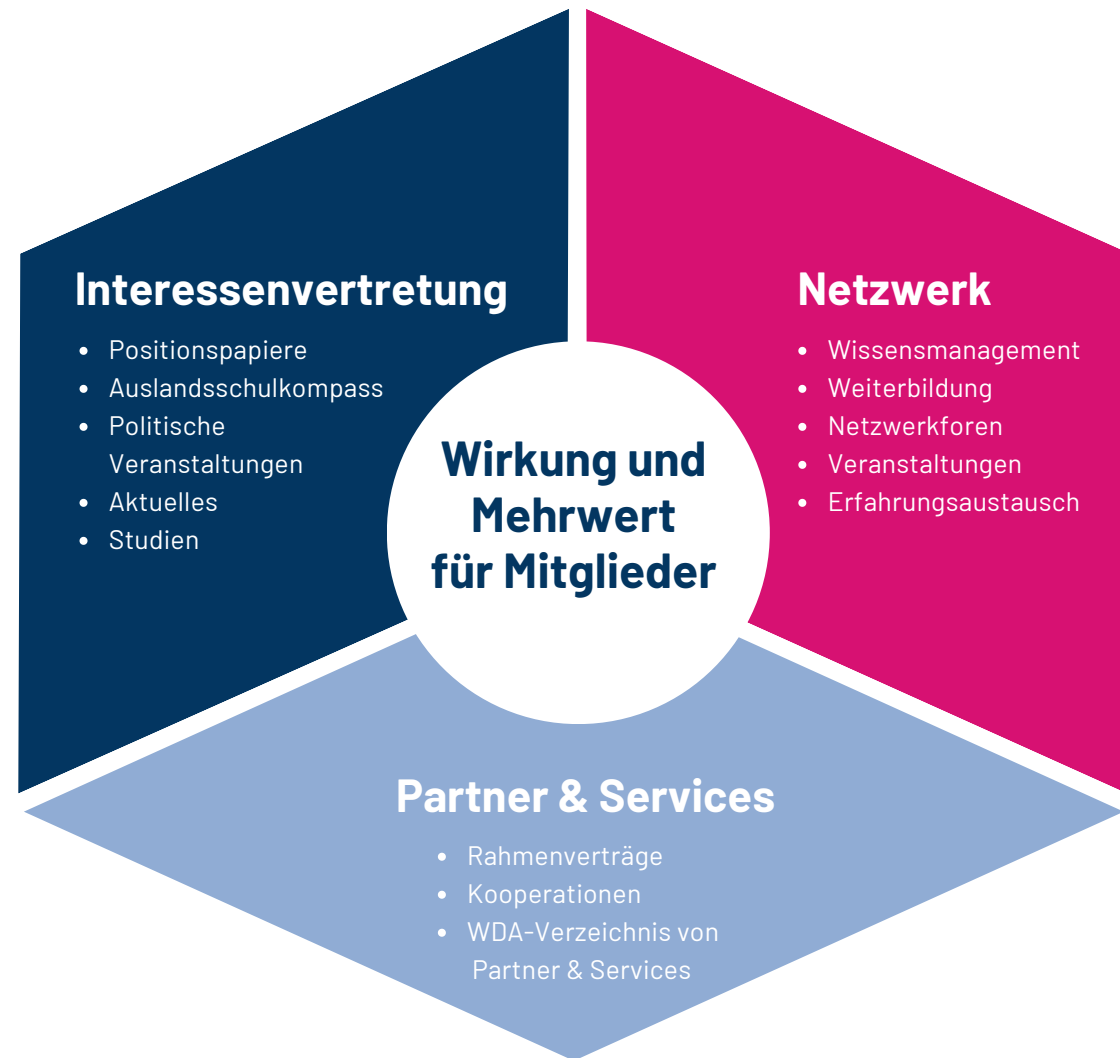 Interessenvertretung
• Positionspapiere
• Auslandsschulkompass
• Politische
Veranstaltungen
• Aktuelles
• Studien
Netzwerk
• Wissensmanagement
• Weiterbildung
• Netzwerkforen
• Veranstaltungen
• Erfahrungsaustausch
Wirkung und
Mehrwert
für Mitglieder
Partner & Services
• Rahmenverträge
• Kooperationen
• WDA-Verzeichnis von
Partner & Services